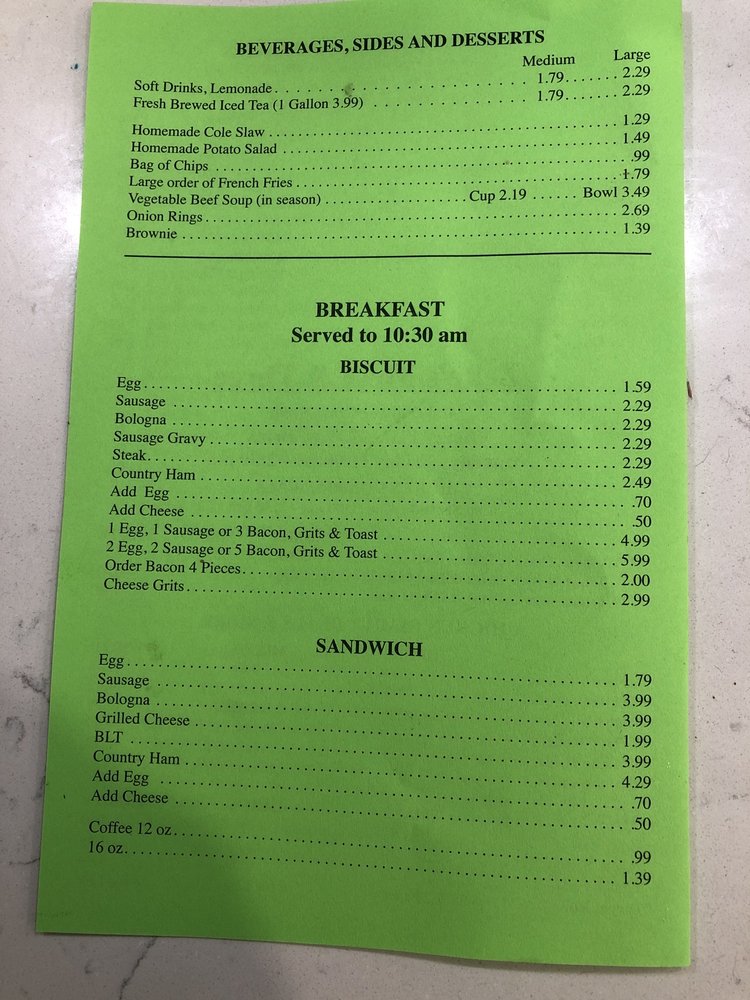 BEVERAGES, SIDES AND DESSERTS
Medium Large
Soft Drinks, Lemonade 1.79 2.29
Fresh Brewed Iced Tea (1 Gallon 3.99) 1.79 2.29
Homemade Cole Slaw 1.29
Homemade Potato Salad 1.49
Bag of Chips .99
Large order of French Fries 1.79
Vegetable Beef Soup (in season) Cup 2.19 Bowl 3.49
Onion Rings 2.69
Brownie 1.39
BREAKFAST
Served to 10:30 am
BISCUIT
Egg 1.59
Sausage 2.29
Bologna 2.29
Sausage Gravy 2.29
Steak 2.29
Country Ham 2.49
Add Egg .70
Add Cheese .50
1 Egg, 1 Sausage or 3 Bacon, Grits & Toast 4.99
2 Egg, 2 Sausage or 5 Bacon, Grits & Toast 5.99
Order Bacon 4 Pieces 2.00
Cheese Grits 2.99
SANDWICH
Egg 1.79
Sausage 3.99
Bologna 3.99
Grilled Cheese 1.99
BLT 3.99
Country Ham 4.29
Add Egg .70
Add Cheese .50
Coffee 12 oz .99
16 oz 1.39